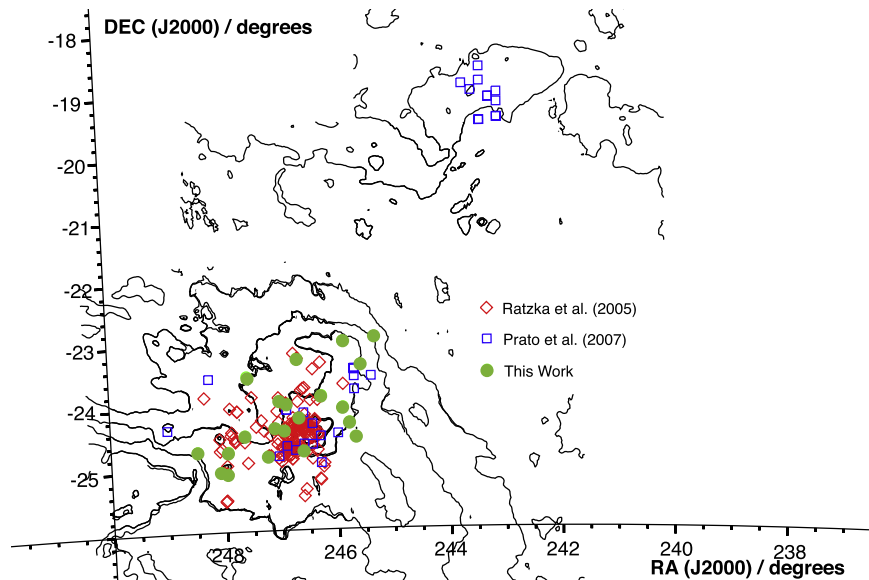 DEC (J2000) / degrees
-18
-19
-20
-21
-22
-23
-24
-25
Ratzka et al. (2005)
Prato et al. (2007)
This Work
248 246 244 242 240 238
RA (J2000) / degrees